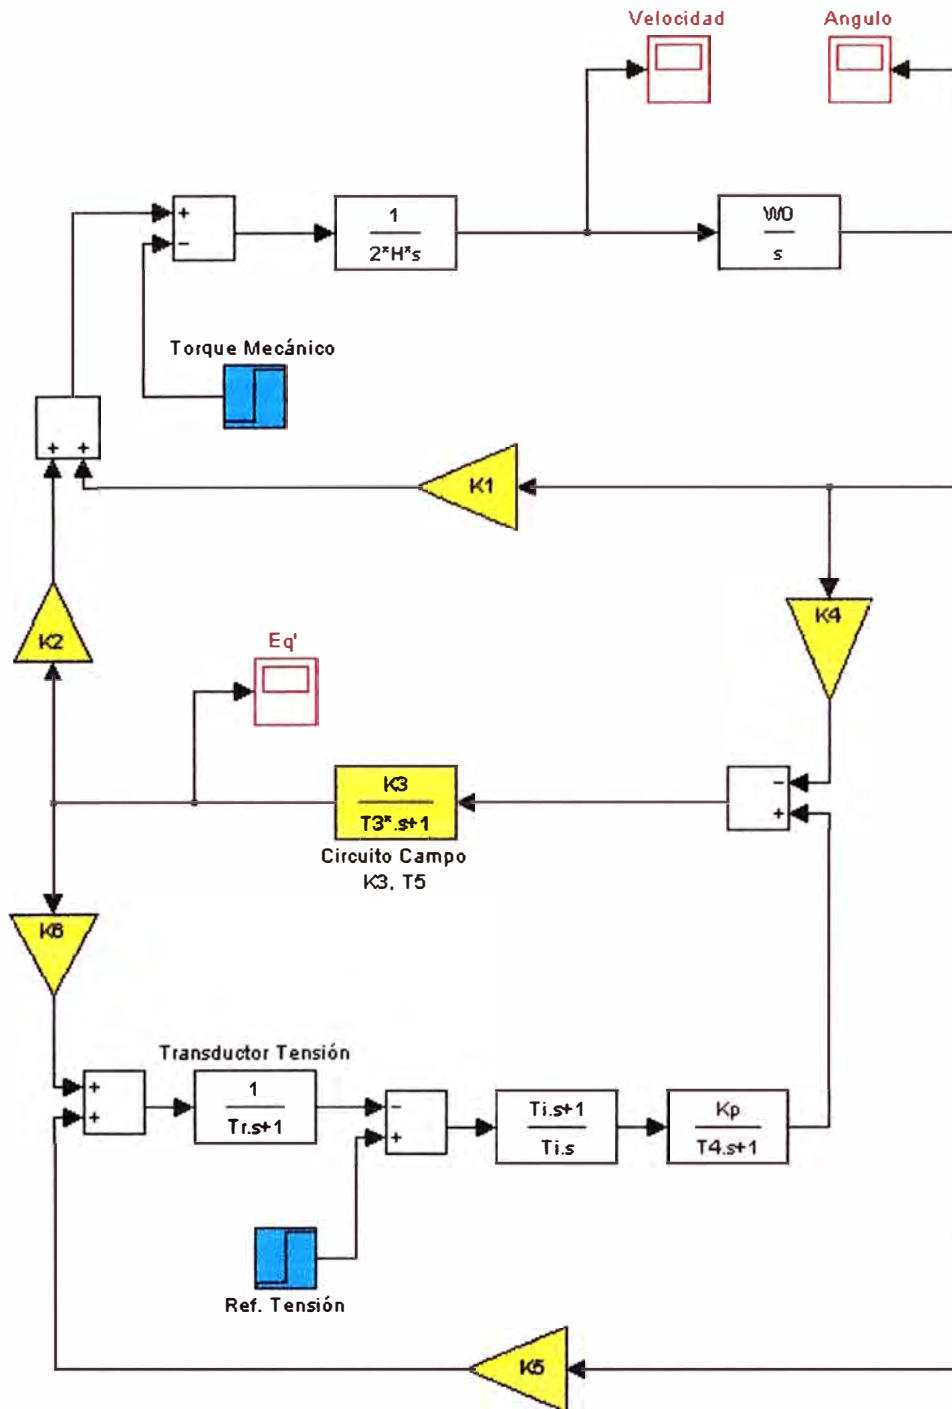 Velocidad
Angulo
+
−
1
2*H*s
W0
s
Torque Mecánico
+ +
K1
K2
K4
Eq'
−
+
K3
T3*.s+1
Circuito Campo
K3, T5
K6
Transductor Tensión
+
+
1
Tr.s+1
−
+
Ti.s+1
Ti.s
Kp
T4.s+1
Ref. Tensión
K5